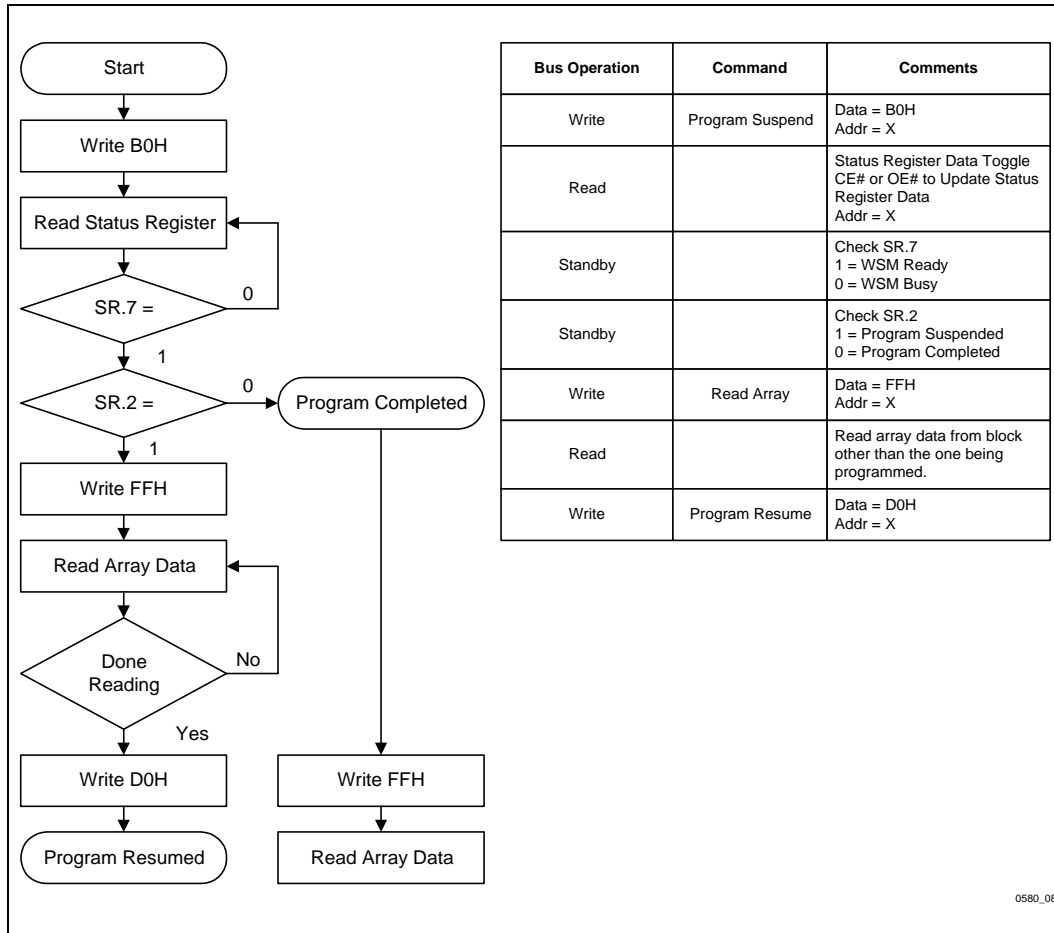 Start
Write B0H
Read Status Register
SR.7 =
0
1
SR.2 =
0
Program Completed
1
Write FFH
Read Array Data
Done
Reading
No
Yes
Write D0H
Program Resumed
Write FFH
Read Array Data
Bus Operation Command Comments
Write Program Suspend Data = B0H
Addr = X
Read Status Register Data Toggle
CE# or OE# to Update Status
Register Data
Addr = X
Standby Check SR.7
1 = WSM Ready
0 = WSM Busy
Standby Check SR.2
1 = Program Suspended
0 = Program Completed
Write Read Array Data = FFH
Addr = X
Read Read array data from block
other than the one being
programmed.
Write Program Resume Data = D0H
Addr = X
0580_08